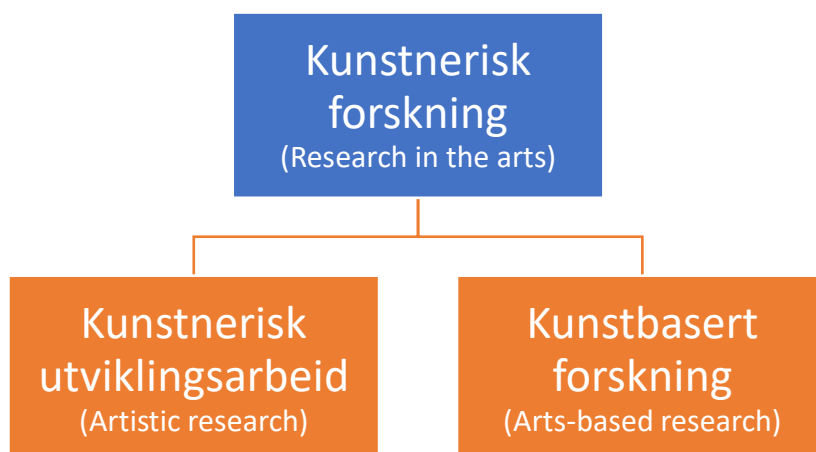 Kunstnerisk
forskning
(Research in the arts)
Kunstnerisk
utviklingsarbeid
(Artistic research)
Kunstbasert
forskning
(Arts-based research)